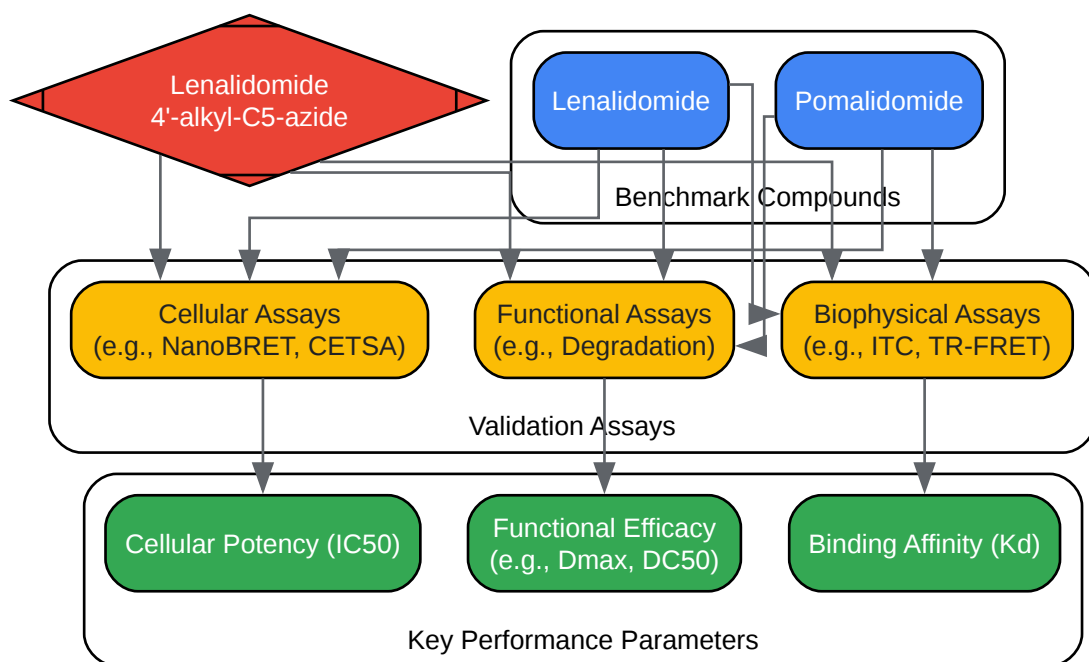 Lenalidomide
4'-alkyl-C5-azide
Lenalidomide
Pomalidomide
Benchmark Compounds
Cellular Assays
(e.g., NanoBRET, CETSA)
Functional Assays
(e.g., Degradation)
Biophysical Assays
(e.g., ITC, TR-FRET)
Validation Assays
Cellular Potency (IC50)
Functional Efficacy
(e.g., Dmax, DC50)
Binding Affinity (Kd)
Key Performance Parameters